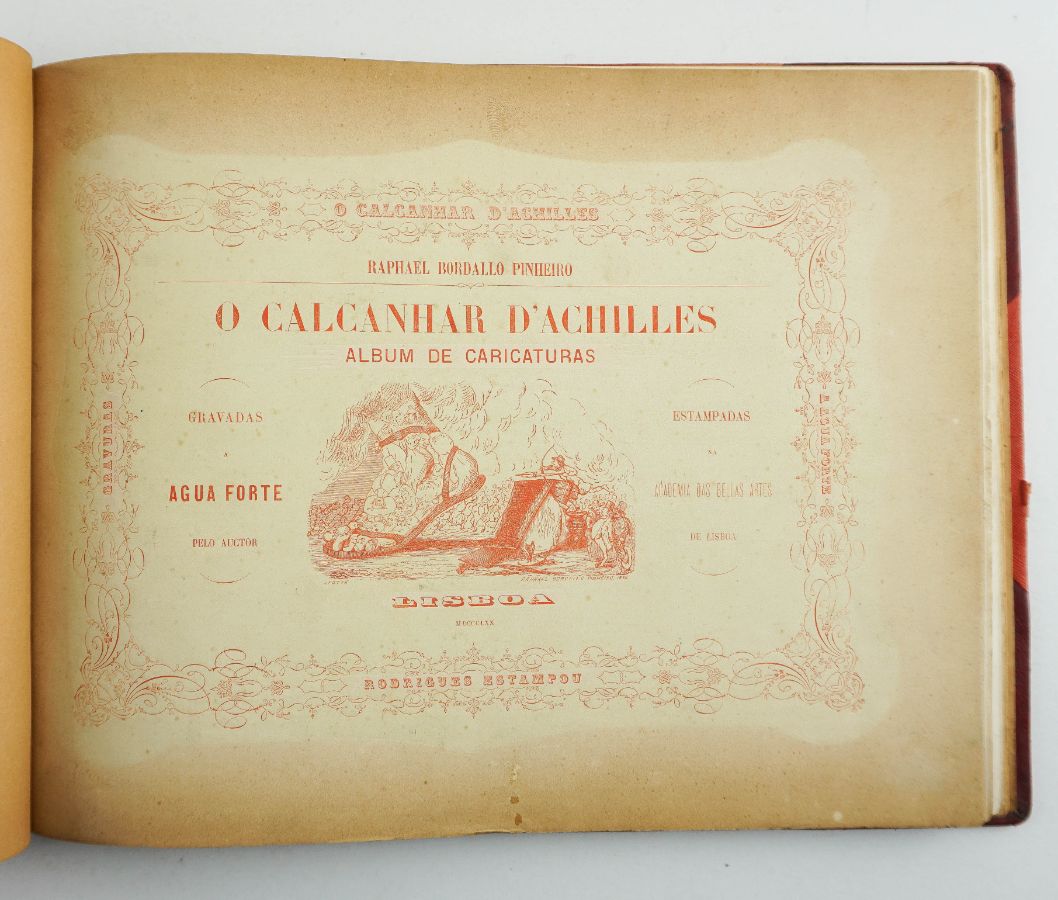 O CALCANHAR D'ACHILLES
RAPHAEL BORDALLO PINHEIRO
O CALCANHAR D'ACHILLES
ALBUM DE CARICATURAS
GRAVADAS
A
AGUA FORTE
PELO AUCTOR
ESTAMPADAS
NA
ACADEMIA DAS BELLAS ARTES
DE LISBOA
GRAVURAS
A AGUA FORTE
LISBOA
MDCCCLXX
RODRIGUES ESTAMPOU